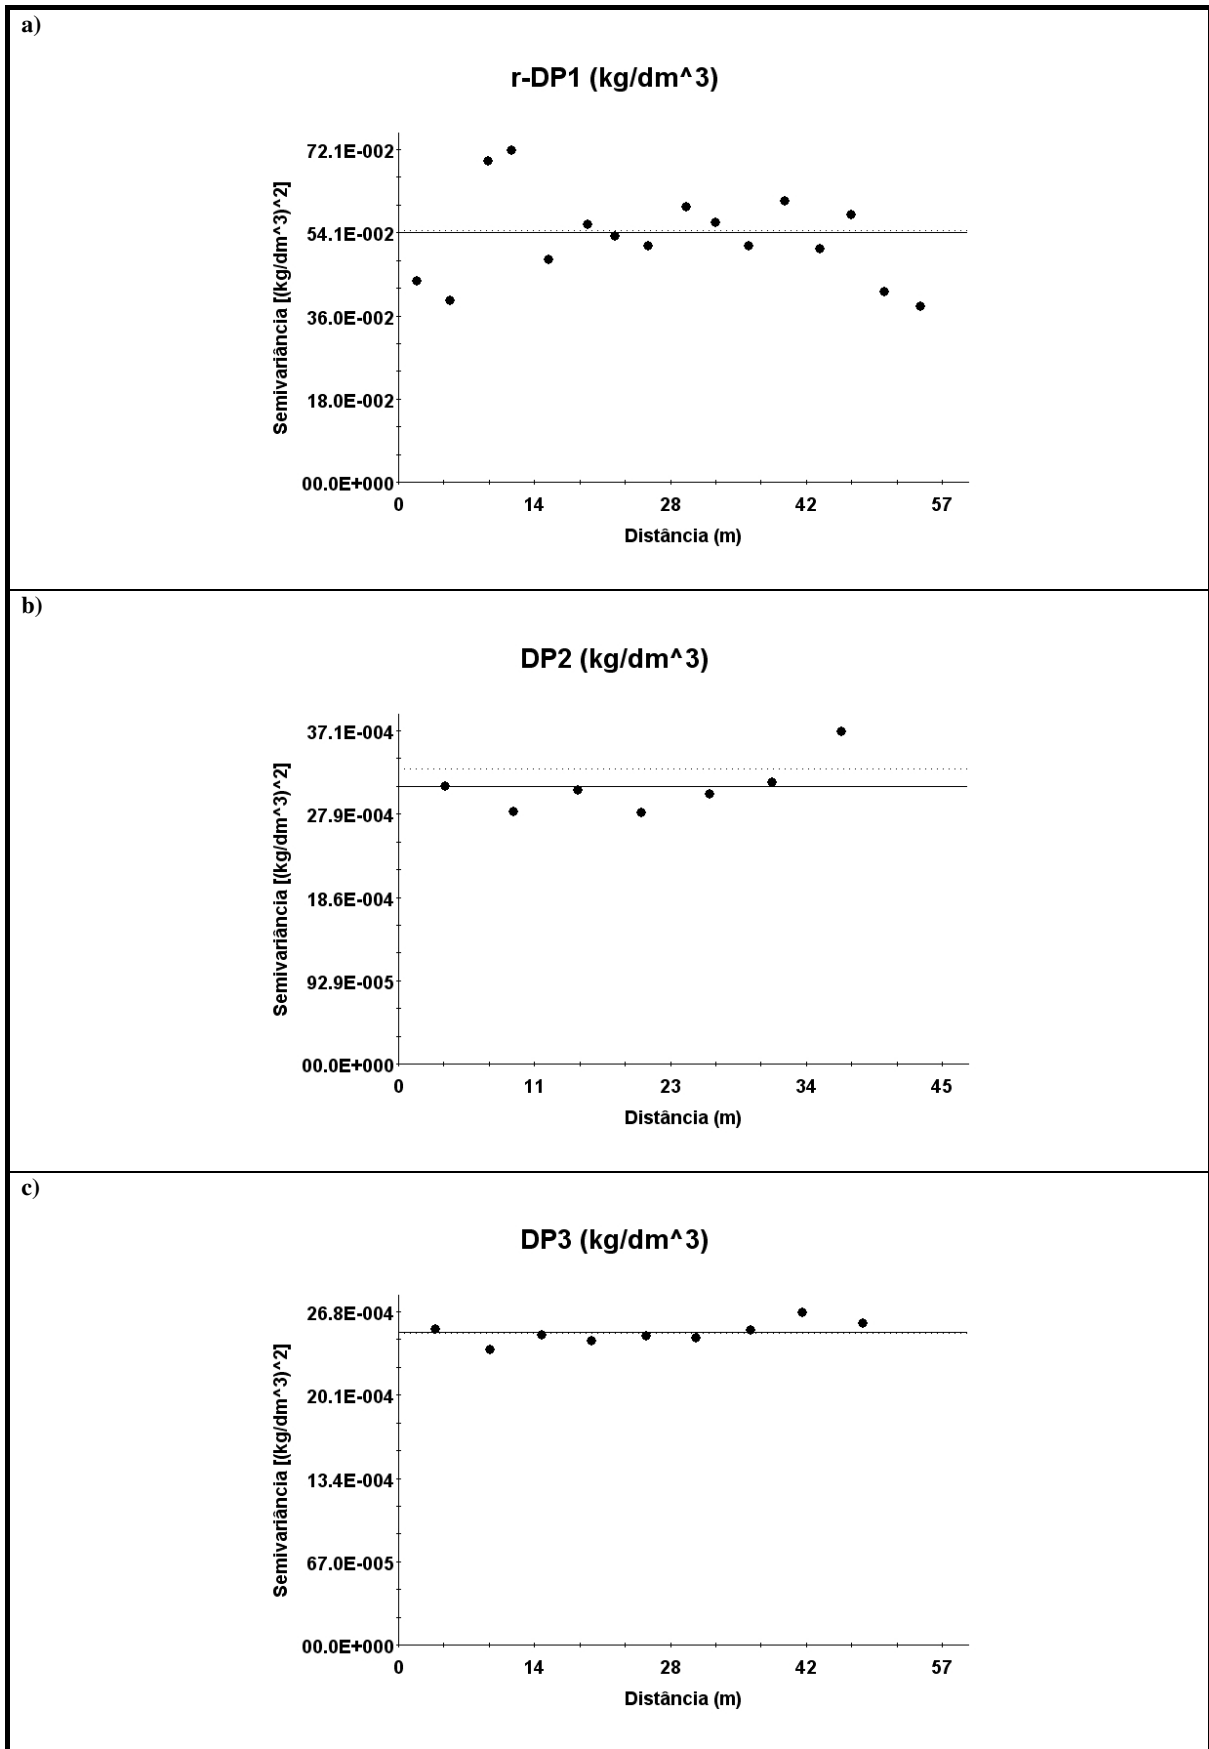 a)
r-DP1 (kg/dm^3)
Semivariância [(kg/dm^3)^2]
72.1E-002
54.1E-002
36.0E-002
18.0E-002
00.0E+000
0 14 28 42 57
Distância (m)
b)
DP2 (kg/dm^3)
Semivariância [(kg/dm^3)^2]
37.1E-004
27.9E-004
18.6E-004
92.9E-005
00.0E+000
0 11 23 34 45
Distância (m)
c)
DP3 (kg/dm^3)
Semivariância [(kg/dm^3)^2]
26.8E-004
20.1E-004
13.4E-004
67.0E-005
00.0E+000
0 14 28 42 57
Distância (m)